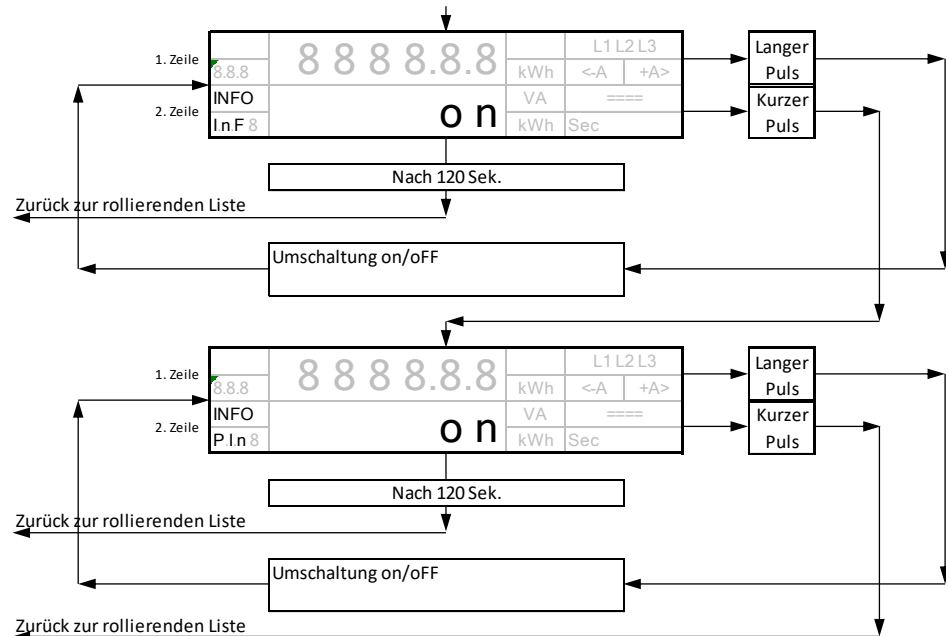 1. Zeile
8 8 8 8.8.8
L1 L2 L3
8.8.8
kWh
<-A
+A>
2. Zeile
INFO
VA
====
I.n.F 8
o n
kWh
Sec
Langer
Puls
Kurzer
Puls
Nach 120 Sek.
Zurück zur rollierenden Liste
Umschaltung on/oFF
1. Zeile
8 8 8 8.8.8
L1 L2 L3
8.8.8
kWh
<-A
+A>
2. Zeile
INFO
VA
====
P.I.n 8
o n
kWh
Sec
Langer
Puls
Kurzer
Puls
Nach 120 Sek.
Zurück zur rollierenden Liste
Umschaltung on/oFF
Zurück zur rollierenden Liste